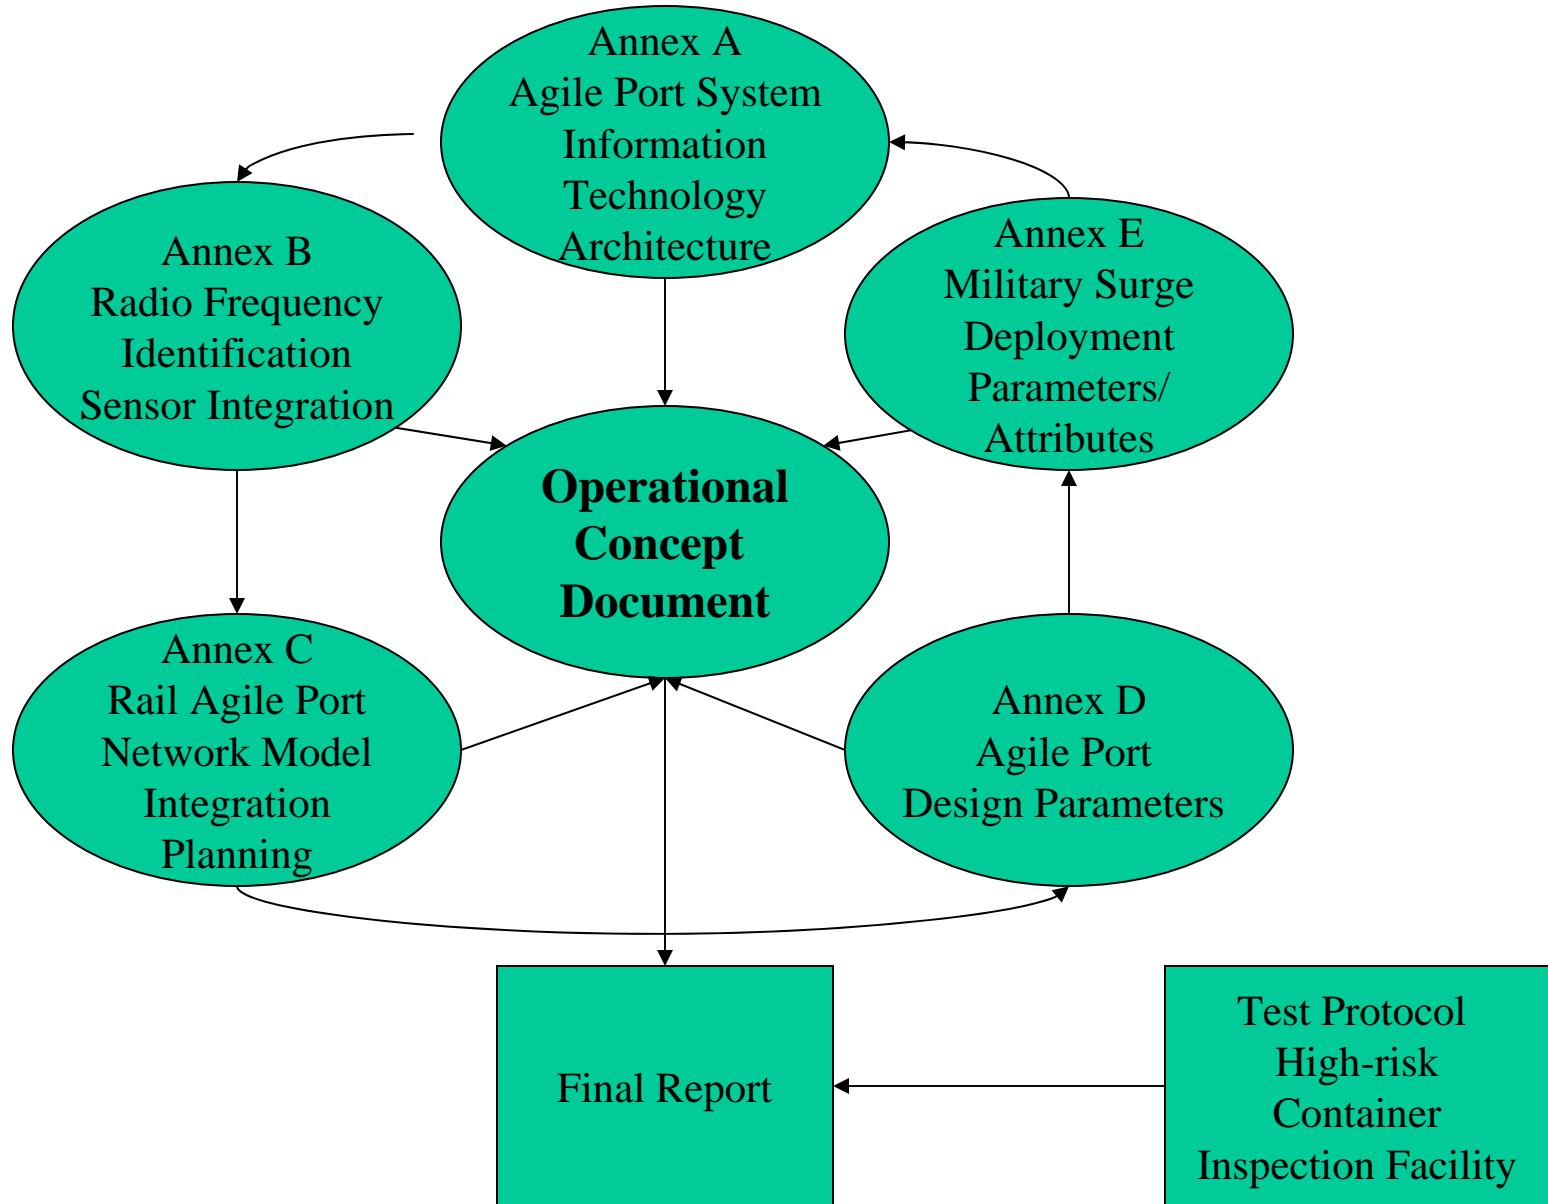 Annex A
Agile Port System
Information
Technology
Architecture
Annex B
Radio Frequency
Identification
Sensor Integration
Annex E
Military Surge
Deployment
Parameters/
Attributes
Operational
Concept
Document
Annex C
Rail Agile Port
Network Model
Integration
Planning
Annex D
Agile Port
Design Parameters
Final Report
Test Protocol
High-risk
Container
Inspection Facility